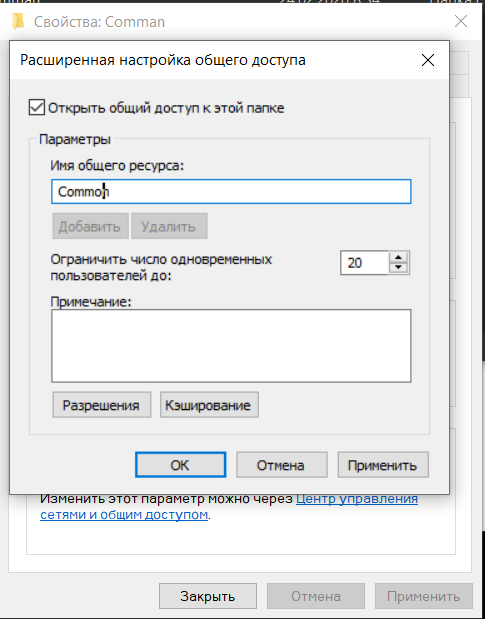 Свойства: Comman
Расширенная настройка общего доступа
Открыть общий доступ к этой папке
Параметры
Имя общего ресурса:
Common
Добавить
Удалить
Ограничить число одновременных
пользователей до:
20
Примечание:
Разрешения
Кэширование
ОК
Отмена
Применить
Изменить этот параметр можно через Центр управления
сетями и общим доступом.
Закрыть
Отмена
Применить